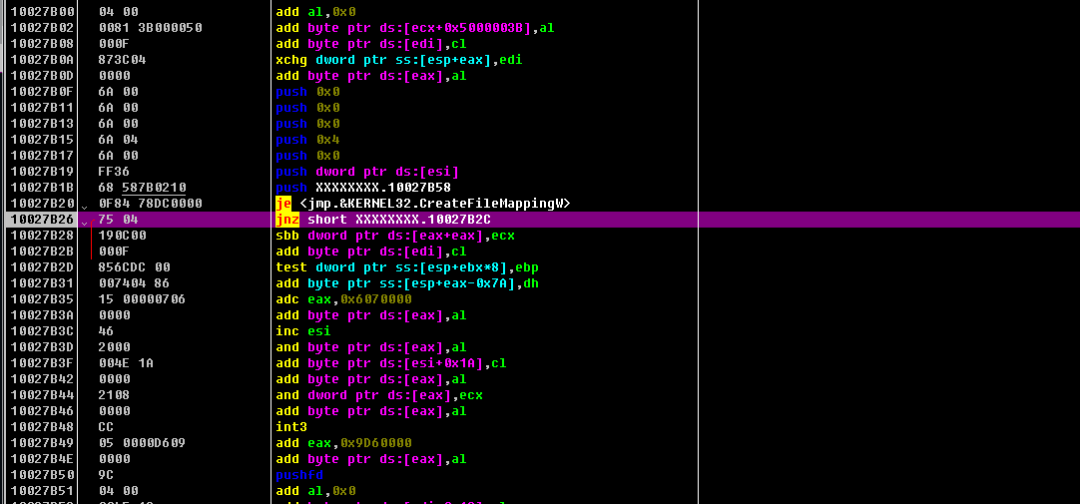 10027B00 04 00 add al,0x0
10027B02 0081 3B000050 add byte ptr ds:[ecx+0x5000003B],al
10027B08 000F add byte ptr ds:[edi],cl
10027B0A 873C04 xchg dword ptr ss:[esp+eax],edi
10027B0D 0000 add byte ptr ds:[eax],al
10027B0F 6A 00 push 0x0
10027B11 6A 00 push 0x0
10027B13 6A 00 push 0x0
10027B15 6A 04 push 0x4
10027B17 6A 00 push 0x0
10027B19 FF36 push dword ptr ds:[esi]
10027B1B 68 587B0210 push XXXXXXXX.10027B58
10027B20 0F84 78DC0000 je <jmp.&KERNEL32.CreateFileMappingW>
10027B26 75 04 jnz short XXXXXXXX.10027B2C
10027B28 190C00 sbb dword ptr ds:[eax+eax],ecx
10027B2B 000F add byte ptr ds:[edi],cl
10027B2D 856CDC 00 test dword ptr ss:[esp+ebx*8],ebp
10027B31 007404 86 add byte ptr ss:[esp+eax-0x7A],dh
10027B35 15 00000706 adc eax,0x6070000
10027B3A 0000 add byte ptr ds:[eax],al
10027B3C 46 inc esi
10027B3D 2000 and byte ptr ds:[eax],al
10027B3F 004E 1A add byte ptr ds:[esi+0x1A],cl
10027B42 0000 add byte ptr ds:[eax],al
10027B44 2108 and dword ptr ds:[eax],ecx
10027B46 0000 add byte ptr ds:[eax],al
10027B48 CC int3
10027B49 05 0000D609 add eax,0x9D60000
10027B4E 0000 add byte ptr ds:[eax],al
10027B50 9C pushfd
10027B51 04 00 add al,0x0